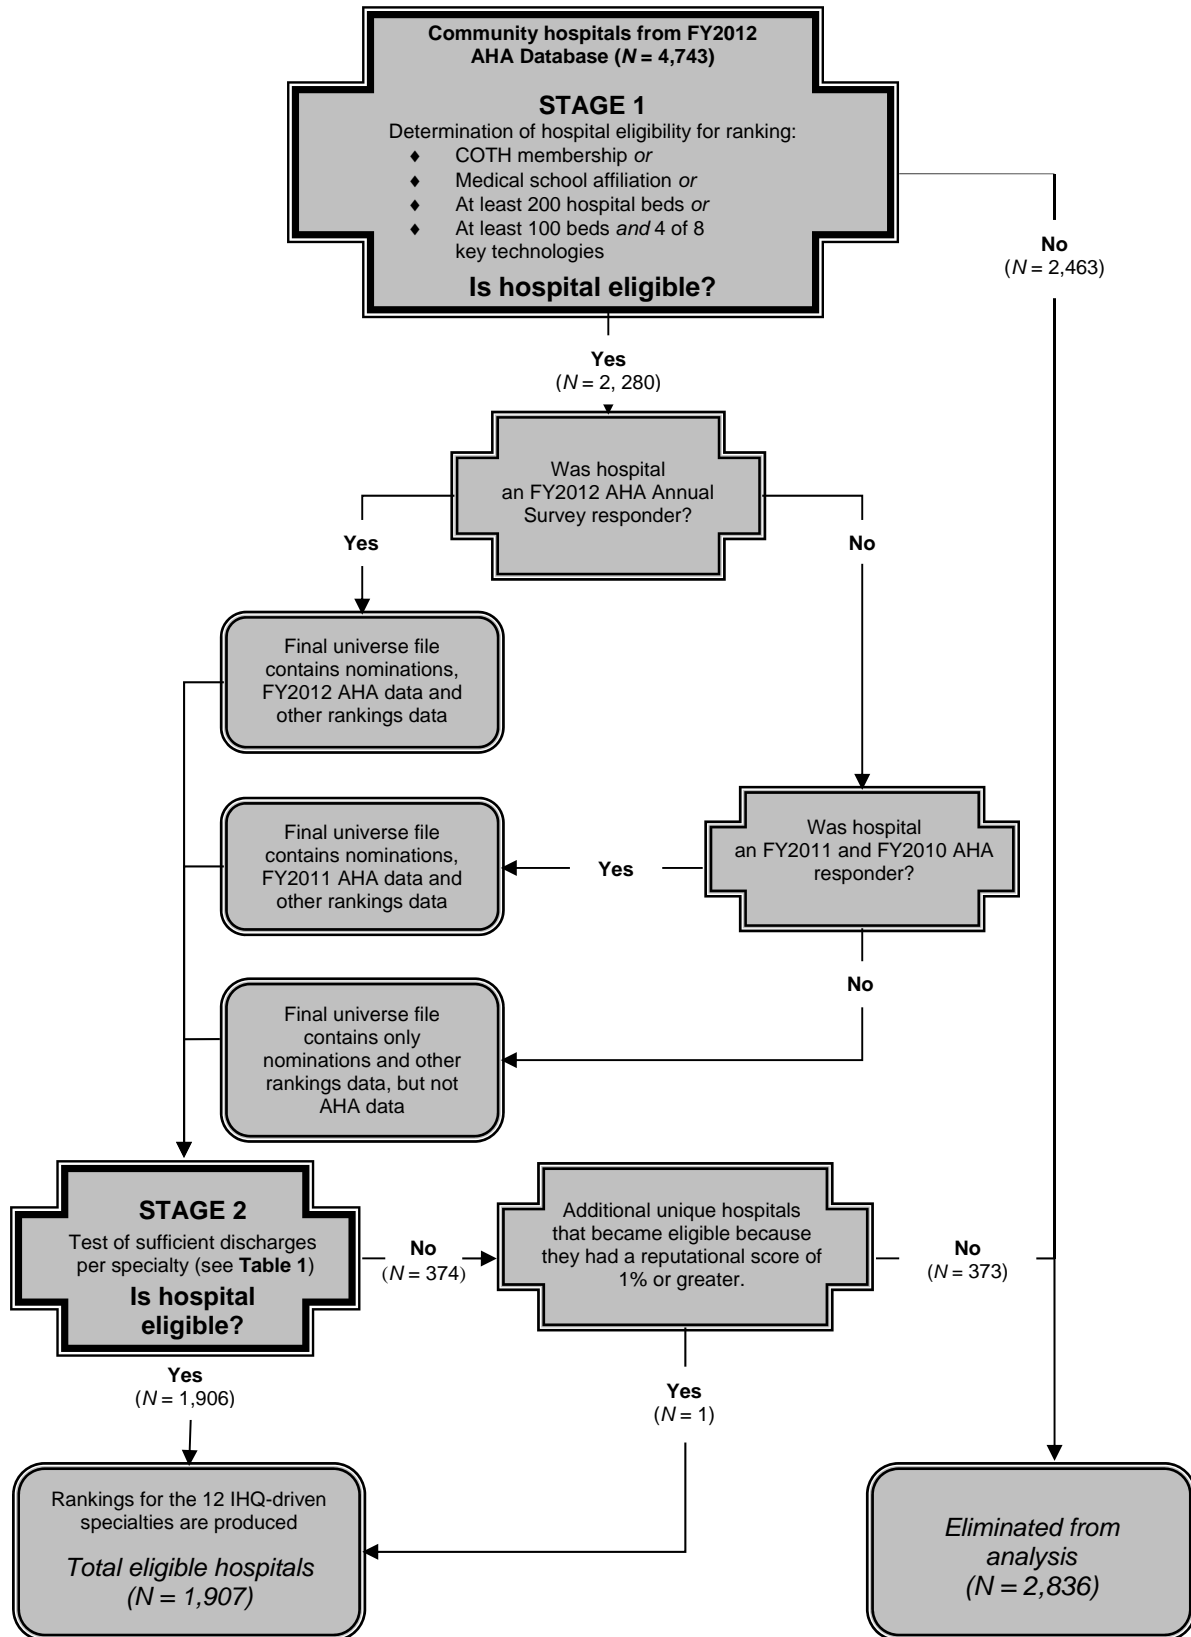 Community hospitals from FY2012
AHA Database (N = 4,743)
STAGE 1
Determination of hospital eligibility for ranking:
♦ COTH membership or
♦ Medical school affiliation or
♦ At least 200 hospital beds or
♦ At least 100 beds and 4 of 8
key technologies
Is hospital eligible?
No
(N = 2,463)
Yes
(N = 2, 280)
Was hospital
an FY2012 AHA Annual
Survey responder?
Yes
No
Final universe file
contains nominations,
FY2012 AHA data and
other rankings data
Final universe file
contains nominations,
FY2011 AHA data and
other rankings data
Yes
Was hospital
an FY2011 and FY2010 AHA
responder?
No
Final universe file
contains only
nominations and other
rankings data, but not
AHA data
STAGE 2
Test of sufficient discharges
per specialty (see Table 1)
Is hospital
eligible?
No
(N = 374)
Additional unique hospitals
that became eligible because
they had a reputational score of
1% or greater.
No
(N = 373)
Yes
(N = 1,906)
Yes
(N = 1)
Rankings for the 12 IHQ-driven
specialties are produced
Total eligible hospitals
(N = 1,907)
Eliminated from
analysis
(N = 2,836)